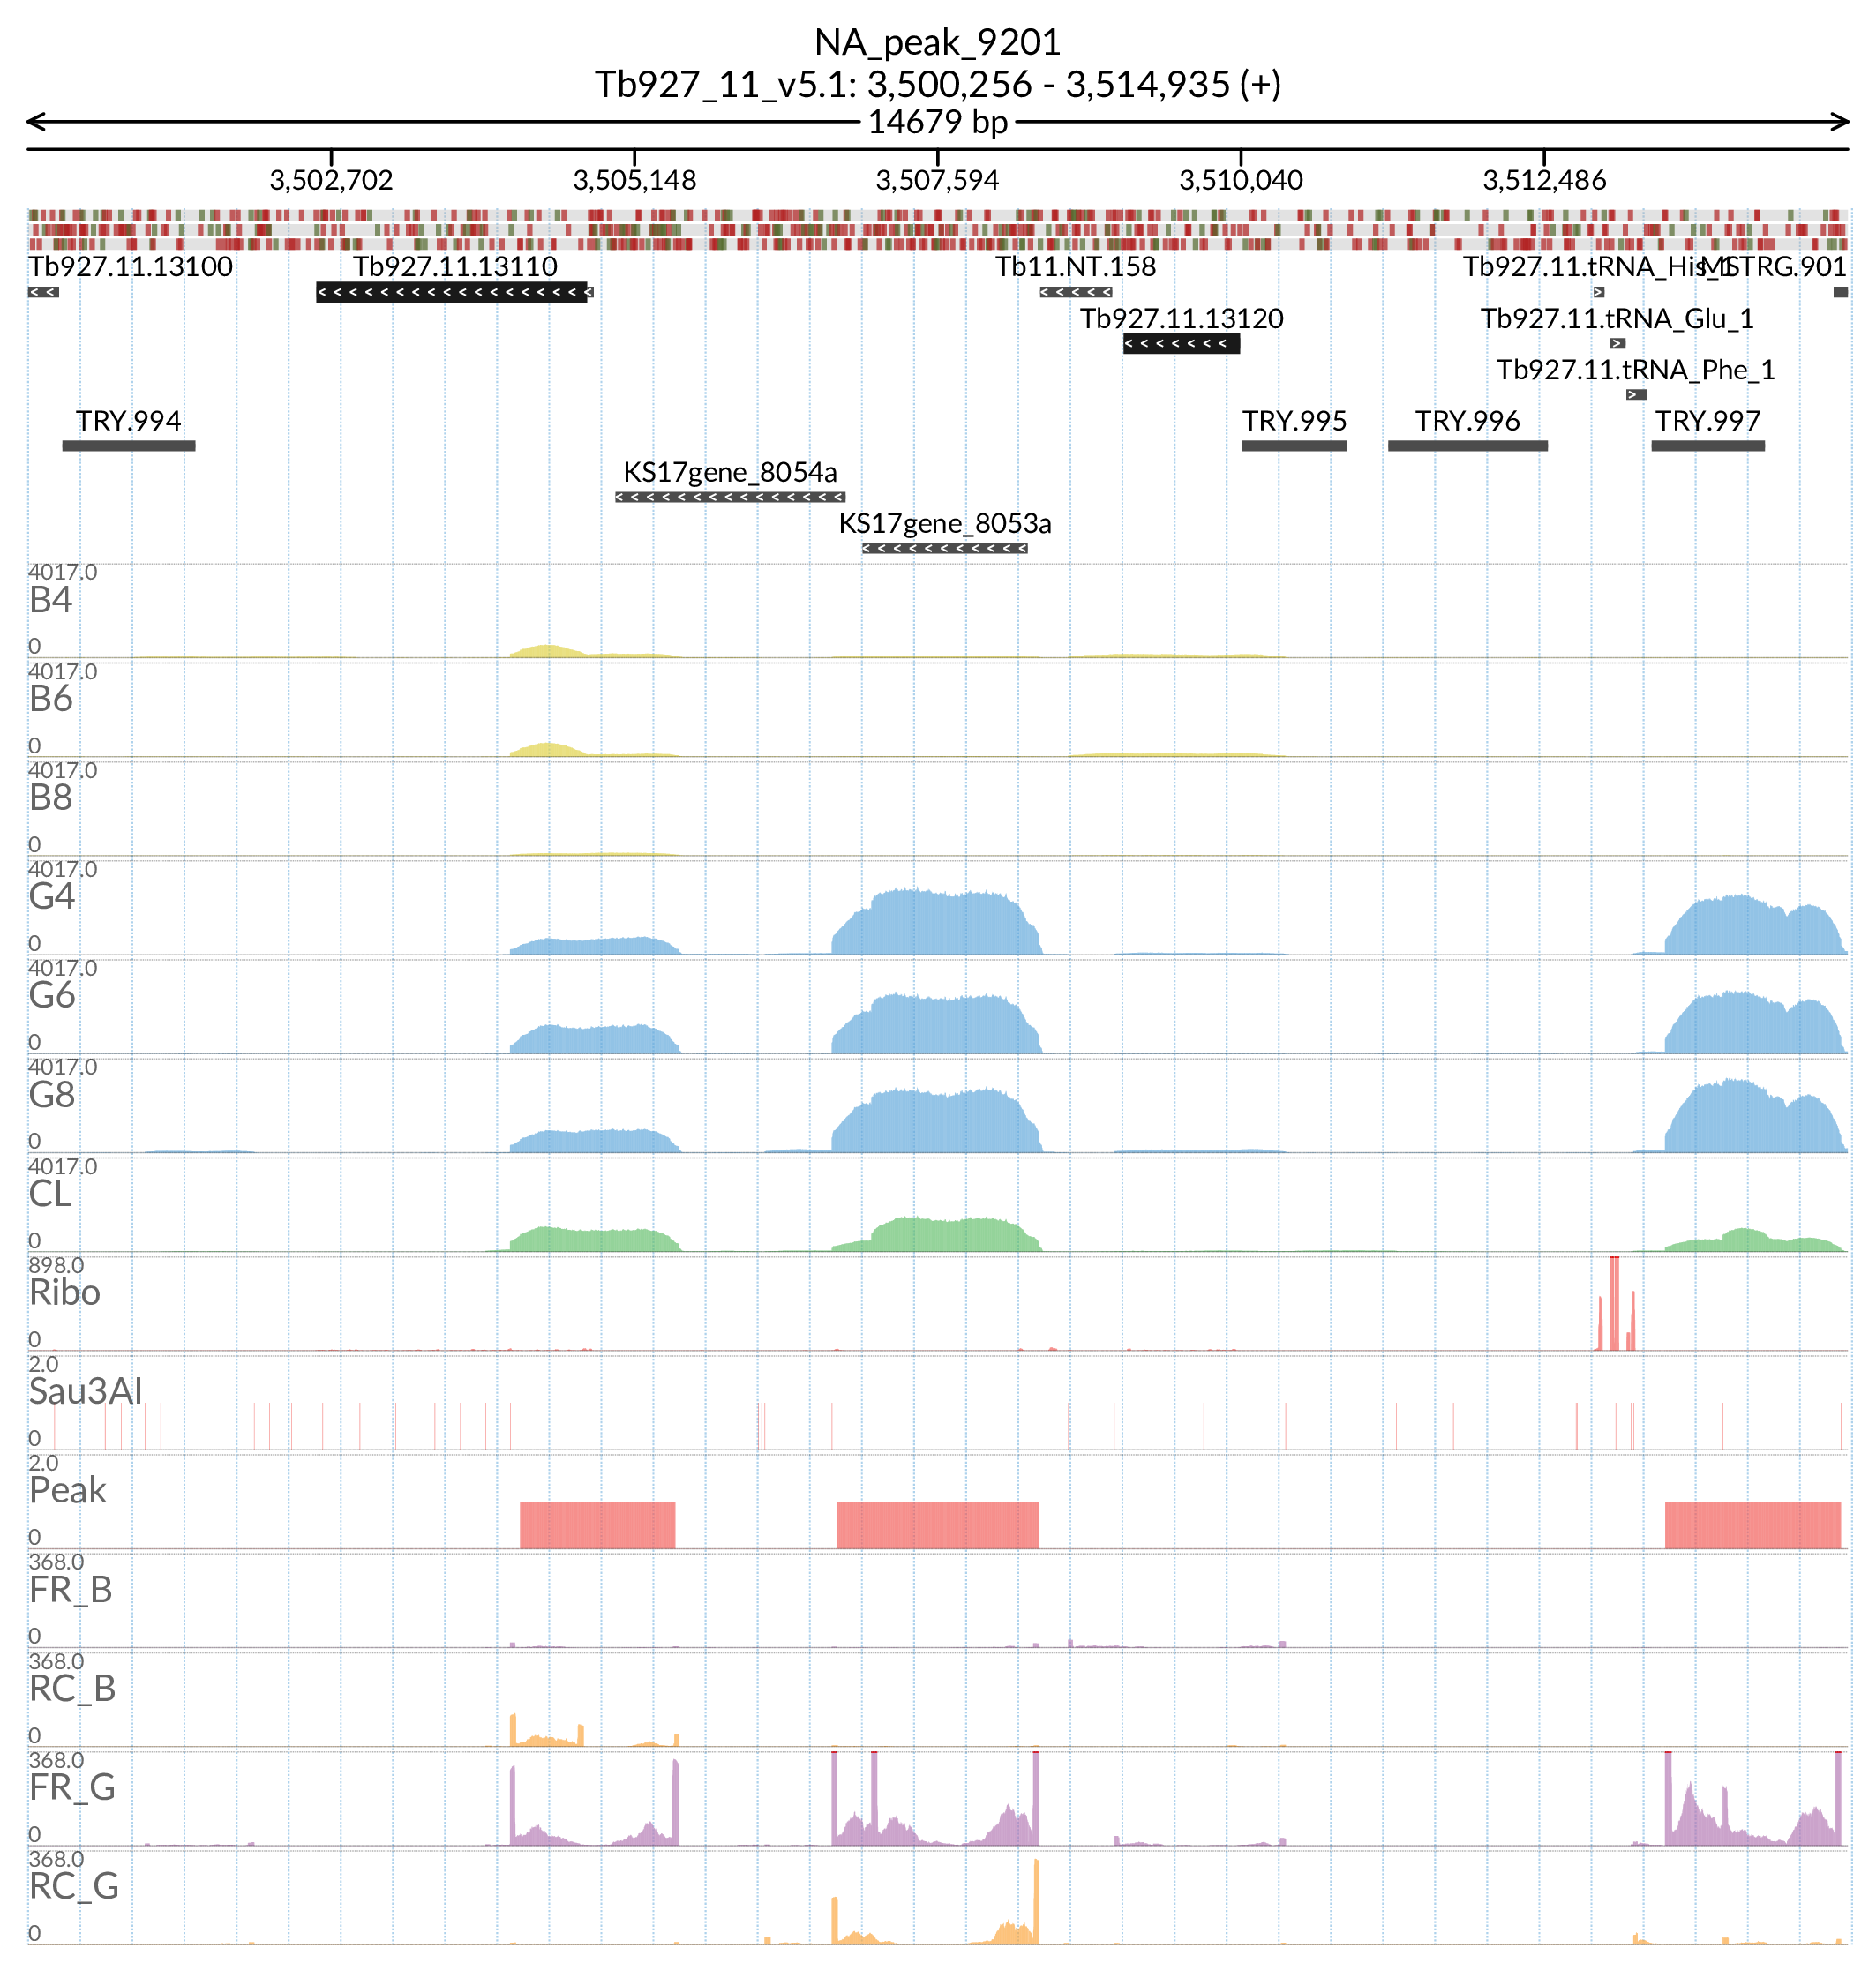 NA_peak_9201
Tb927_11_v5.1: 3,500,256 - 3,514,935 (+)
14679 bp
3,502,702 3,505,148 3,507,594 3,510,040 3,512,486
Tb927.11.13100 Tb927.11.13110 Tb11.NT.158 Tb927.11.tRNA_His_1 MSTRG.901
Tb927.11.13120 Tb927.11.tRNA_Glu_1
Tb927.11.tRNA_Phe_1
TRY.994 TRY.995 TRY.996 TRY.997
KS17gene_8054a
KS17gene_8053a
4017.0
B4
0
4017.0
B6
0
4017.0
B8
0
4017.0
G4
0
4017.0
G6
0
4017.0
G8
0
4017.0
CL
0
898.0
Ribo
0
2.0
Sau3AI
0
2.0
Peak
0
368.0
FR_B
0
368.0
RC_B
0
368.0
FR_G
0
368.0
RC_G
0